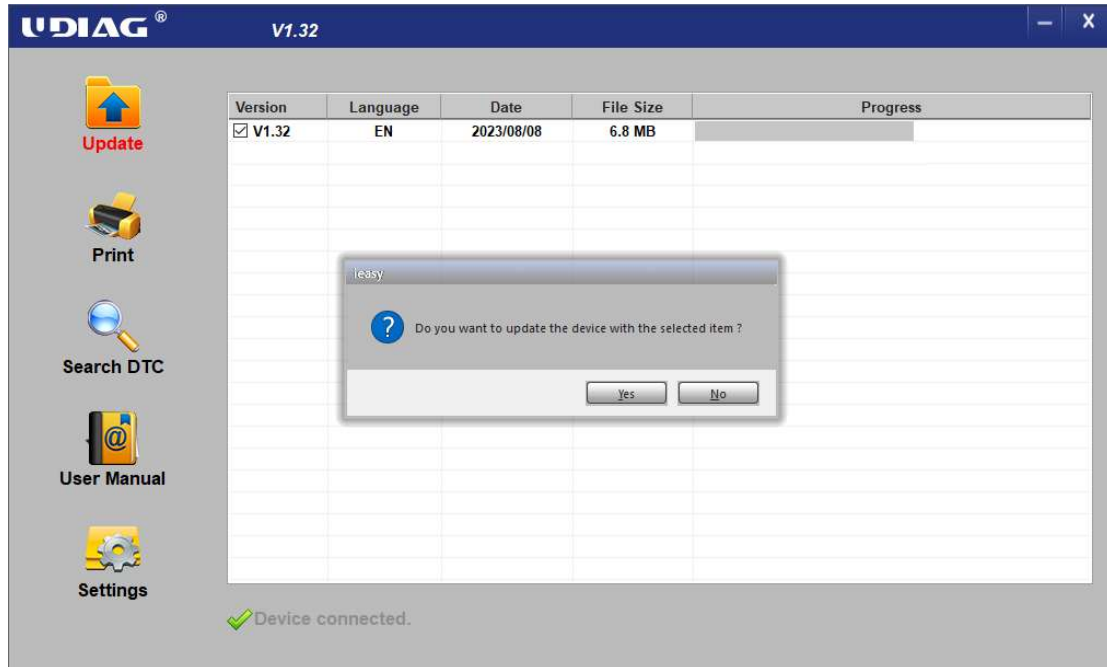 UDIAG ® V1.32
Update
Print
Search DTC
@
User Manual
Settings
Version Language Date File Size Progress
V1.32 EN 2023/08/08 6.8 MB
ieasy
? Do you want to update the device with the selected item ?
Yes No
Device connected.